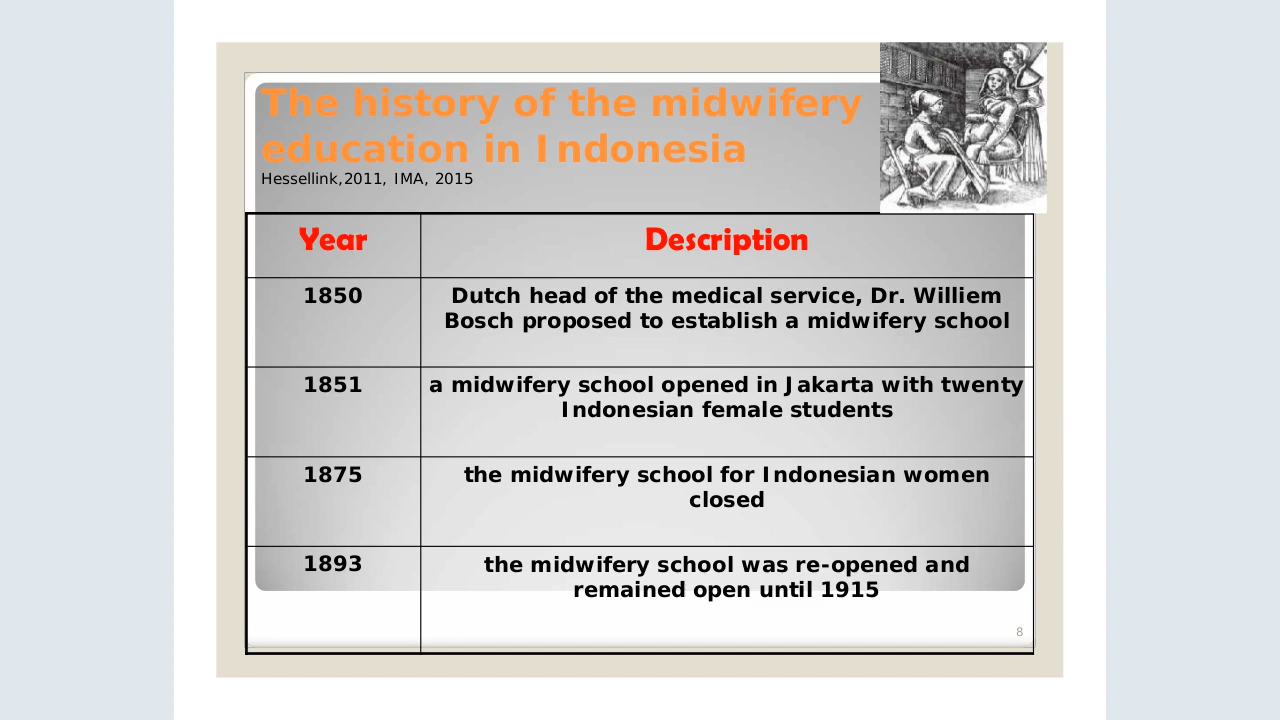 The history of the midwifery
education in Indonesia
Hessellink,2011, IMA, 2015
Year
Description
1850
Dutch head of the medical service, Dr. Williem
Bosch proposed to establish a midwifery school
1851
a midwifery school opened in Jakarta with twenty
Indonesian female students
1875
the midwifery school for Indonesian women
closed
1893
the midwifery school was re-opened and
remained open until 1915
8